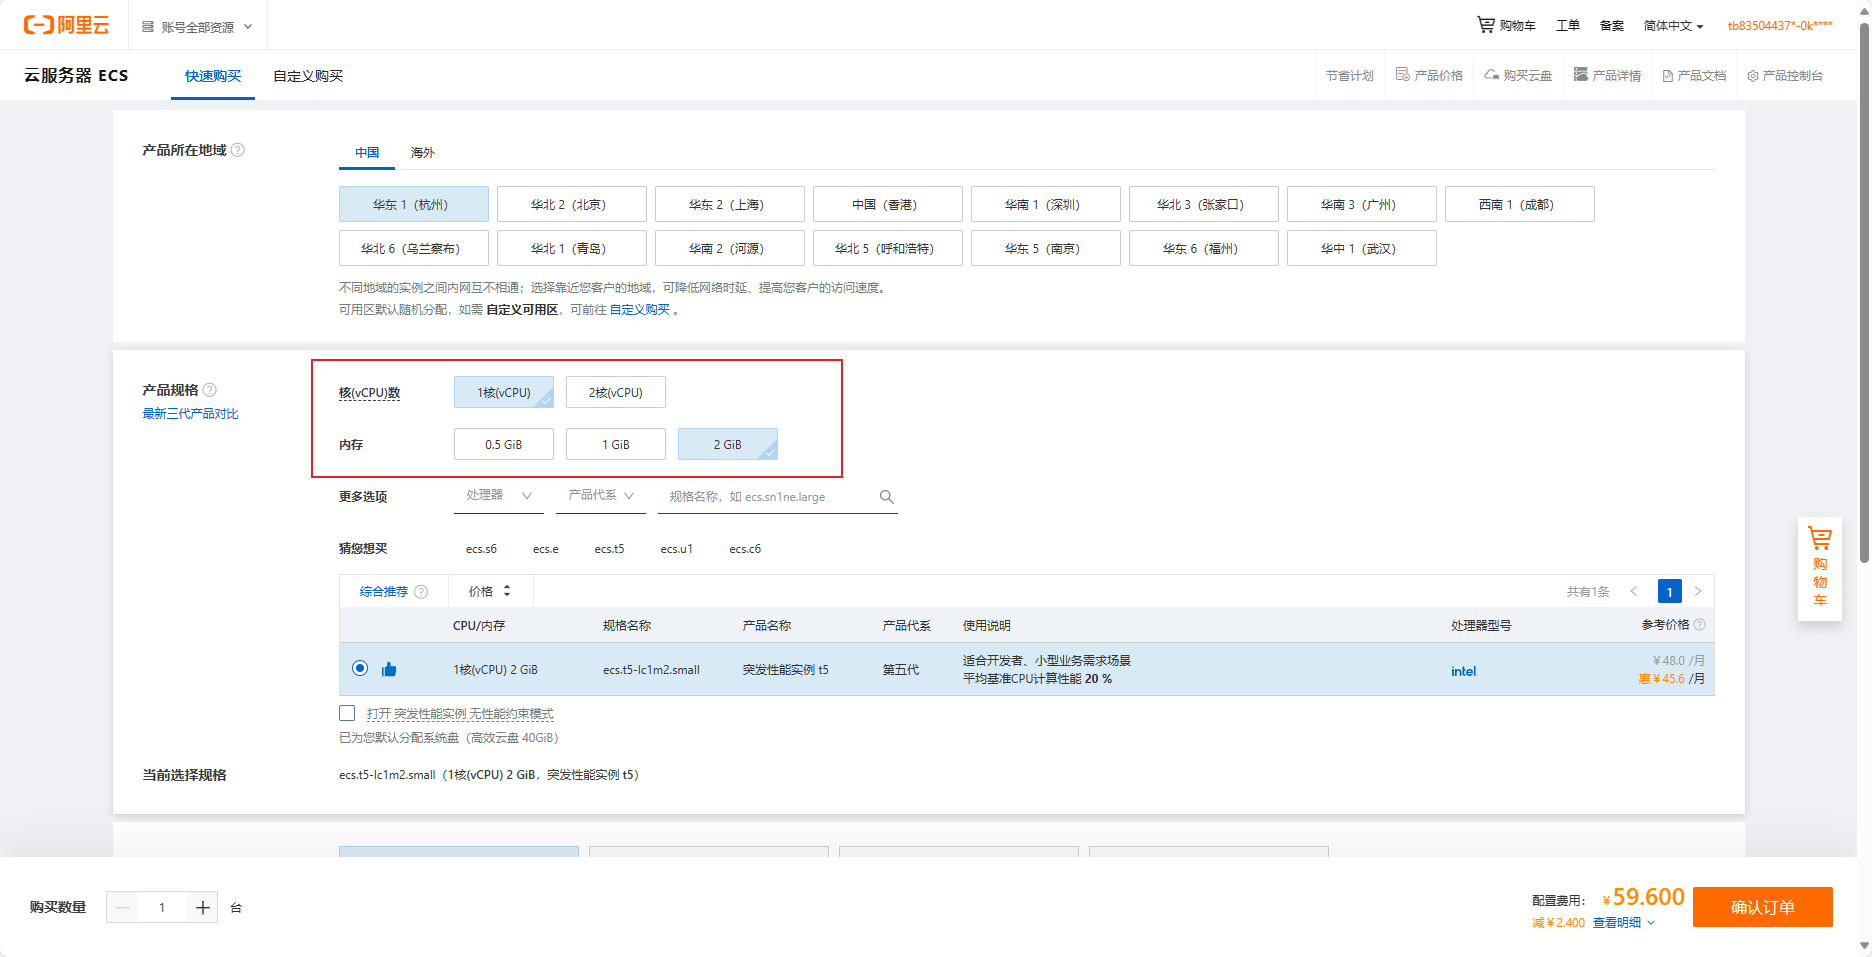 阿里云
账号全部资源
购物车
工单
备案
简体中文
tb83504437*-0k****
云服务器 ECS
快速购买
自定义购买
节省计划
产品价格
购买云盘
产品详情
产品文档
产品控制台
产品所在地域
中国
海外
华东 1（杭州）
华北 2（北京）
华东 2（上海）
中国（香港）
华南 1（深圳）
华北 3（张家口）
华南 3（广州）
西南 1（成都）
华北 6（乌兰察布）
华北 1（青岛）
华南 2（河源）
华北 5（呼和浩特）
华东 5（南京）
华东 6（福州）
华中 1（武汉）
不同地域的实例之间内网互不相通；选择靠近您客户的地域，可降低网络时延、提高您客户的访问速度。
可用区默认随机分配，如需 自定义可用区，可前往 自定义购买 。
产品规格
最新三代产品对比
核(vCPU)数
1核(vCPU)
2核(vCPU)
内存
0.5 GiB
1 GiB
2 GiB
更多选项
处理器
产品代系
规格名称，如 ecs.sn1ne.large
猜您想买
ecs.s6
ecs.e
ecs.t5
ecs.u1
ecs.c6
综合推荐
价格
共有1条
1
CPU/内存
规格名称
产品名称
产品代系
使用说明
处理器型号
参考价格
1核(vCPU) 2 GiB
ecs.t5-lc1m2.small
突发性能实例 t5
第五代
适合开发者、小型业务需求场景
平均基准CPU计算性能 20 %
intel
¥48.0 /月
惠¥45.6 /月
打开 突发性能实例 无性能约束模式
已为您默认分配系统盘（高效云盘 40GiB）
当前选择规格
ecs.t5-lc1m2.small（1核(vCPU) 2 GiB，突发性能实例 t5）
购物车
购买数量
1
台
配置费用：
¥59.600
减¥2.400
查看明细
确认订单